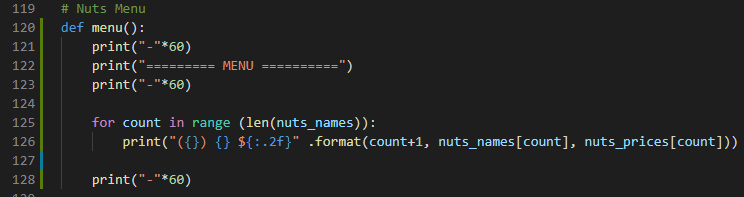 119 # Nuts Menu
120 def menu():
121     print("-"*60)
122     print("========= MENU ==========")
123     print("-"*60)
124
125     for count in range (len(nuts_names)):
126         print("({}) {} ${:.2f}" .format(count+1, nuts_names[count], nuts_prices[count]))
127
128     print("-"*60)